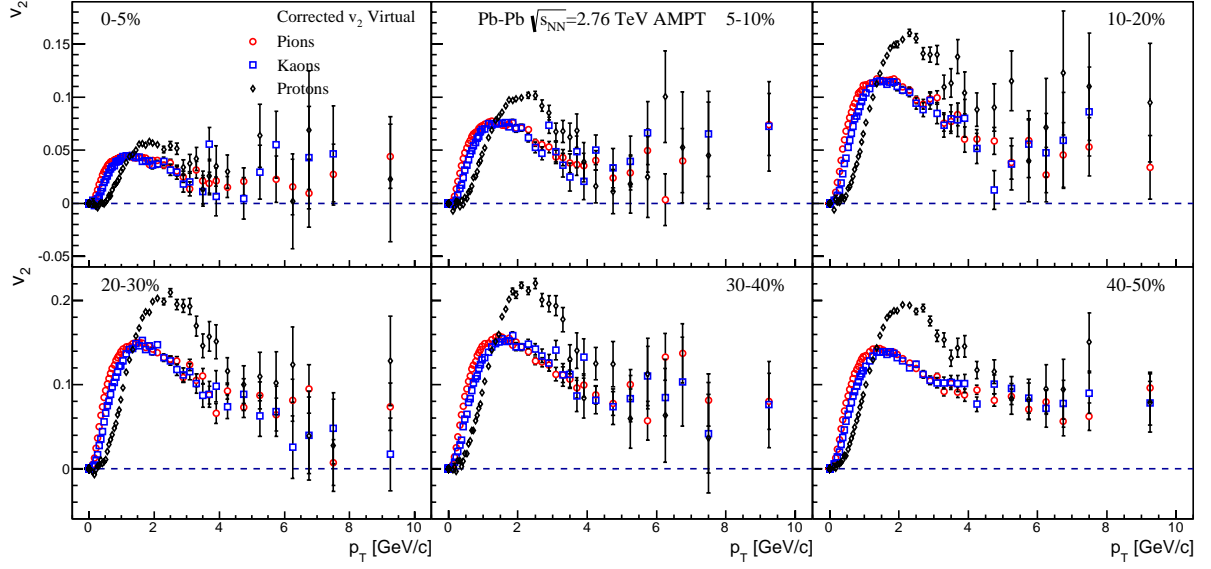 v2
0-5%
Corrected v2 Virtual
Pions
Kaons
Protons
Pb-Pb √sNN=2.76 TeV AMPT
5-10%
10-20%
0.15
0.1
0.05
0
-0.05
v2
20-30%
30-40%
40-50%
0.2
0.1
0
0 2 4 6 8 10
0 2 4 6 8 10
0 2 4 6 8 10
pT [GeV/c]
pT [GeV/c]
pT [GeV/c]